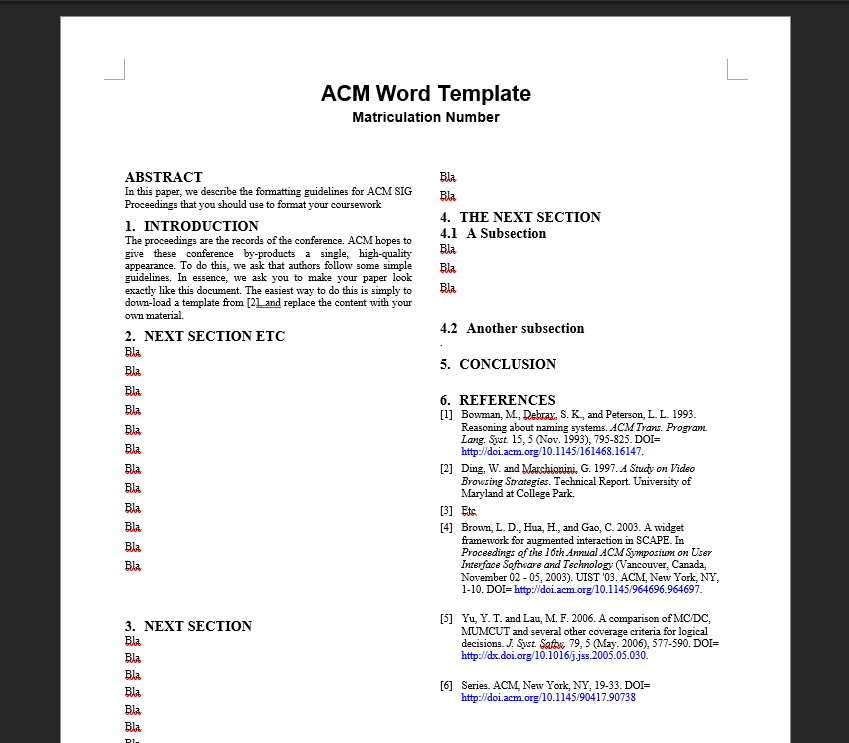 ACM Word Template
Matriculation Number
ABSTRACT
In this paper, we describe the formatting guidelines for ACM SIG
Proceedings that you should use to format your coursework
1. INTRODUCTION
The proceedings are the records of the conference. ACM hopes to
give these conference by-products a single, high-quality
appearance. To do this, we ask that authors follow some simple
guidelines. In essence, we ask you to make your paper look
exactly like this document. The easiest way to do this is simply to
down-load a template from [2], and replace the content with your
own material.
2. NEXT SECTION ETC
Bla
Bla
Bla
Bla
Bla
Bla
Bla
Bla
Bla
Bla
Bla
Bla
3. NEXT SECTION
Bla
Bla
Bla
Bla
Bla
Bla
Bla
Bla
Bla
4. THE NEXT SECTION
4.1 A Subsection
Bla
Bla
Bla
4.2 Another subsection
.
5. CONCLUSION
6. REFERENCES
[1] Bowman, M., Debray, S. K., and Peterson, L. L. 1993.
Reasoning about naming systems. ACM Trans. Program.
Lang. Syst. 15, 5 (Nov. 1993), 795-825. DOI=
http://doi.acm.org/10.1145/161468.16147.
[2] Ding, W. and Marchionini, G. 1997. A Study on Video
Browsing Strategies. Technical Report. University of
Maryland at College Park.
[3] Etc
[4] Brown, L. D., Hua, H., and Gao, C. 2003. A widget
framework for augmented interaction in SCAPE. In
Proceedings of the 16th Annual ACM Symposium on User
Interface Software and Technology (Vancouver, Canada,
November 02 - 05, 2003). UIST '03. ACM, New York, NY,
1-10. DOI= http://doi.acm.org/10.1145/964696.964697.
[5] Yu, Y. T. and Lau, M. F. 2006. A comparison of MC/DC,
MUMCUT and several other coverage criteria for logical
decisions. J. Syst. Softw. 79, 5 (May. 2006), 577-590. DOI=
http://dx.doi.org/10.1016/j.jss.2005.05.030.
[6] Series. ACM, New York, NY, 19-33. DOI=
http://doi.acm.org/10.1145/90417.90738